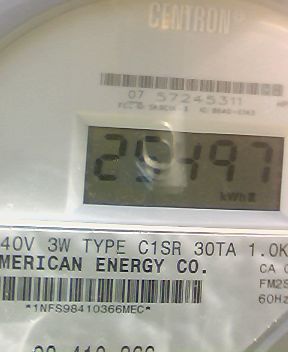 CENTRON®
07 57245311
29497
kWh
40V 3W TYPE C1SR 30TA 1.0K
MERICAN ENERGY CO.
CA
FM2S
60Hz
*1NFS98410366MEC*